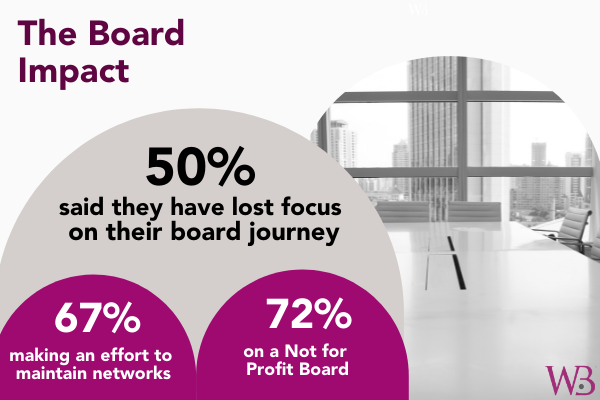 The Board
Impact
50%
said they have lost focus
on their board journey
67%
making an effort to
maintain networks
72%
on a Not for
Profit Board
WB